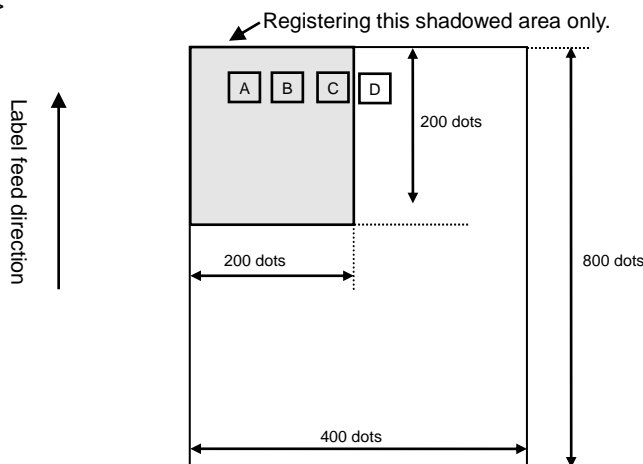 Registering this shadowed area only.
A B C D
200 dots
Label feed direction
200 dots
800 dots
400 dots